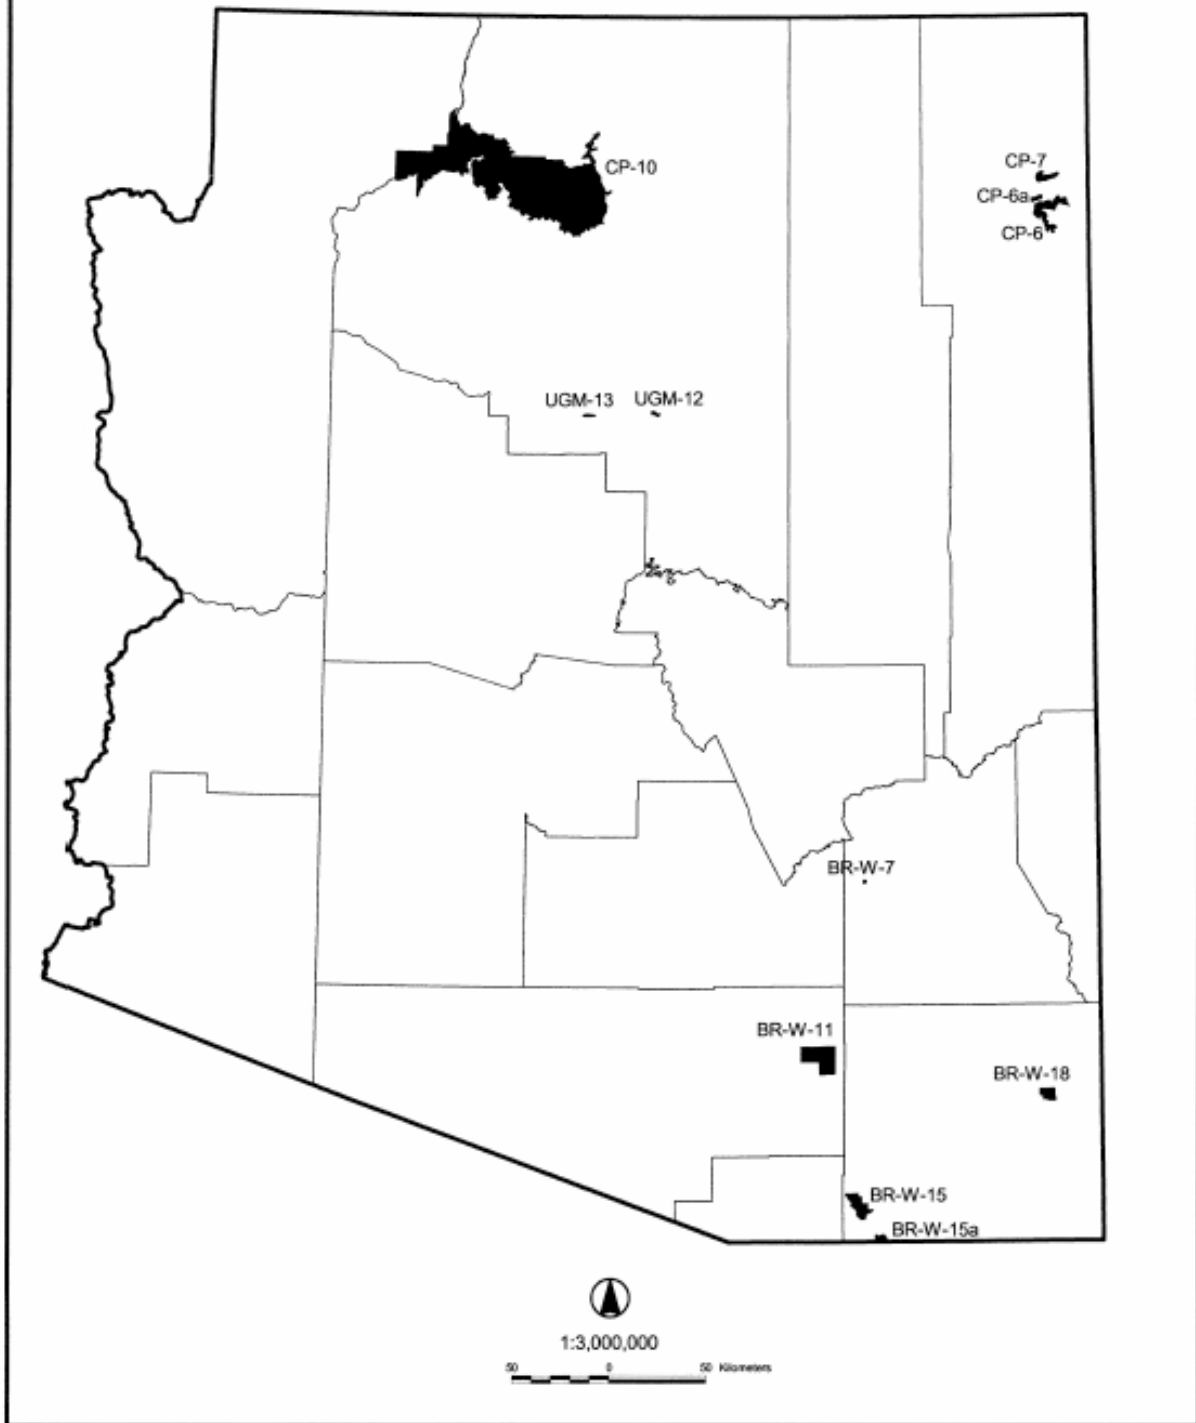 CP-10
CP-7
CP-6a
CP-6
UGM-13
UGM-12
BR-W-7
BR-W-11
BR-W-18
BR-W-15
BR-W-15a
1:3,000,000
50 0 50 Kilometers